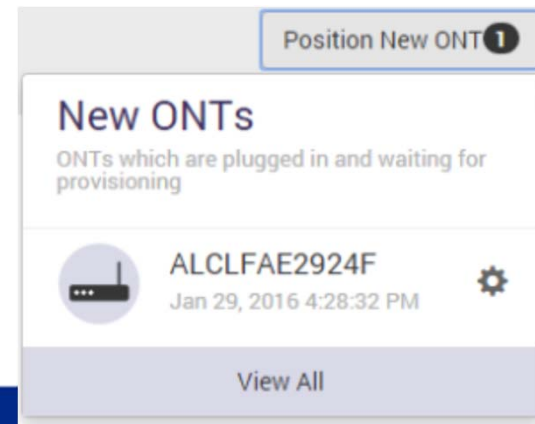 Position New ONT 1
New ONTs
ONTs which are plugged in and waiting for
provisioning
ALCLFAE2924F
Jan 29, 2016 4:28:32 PM
View All